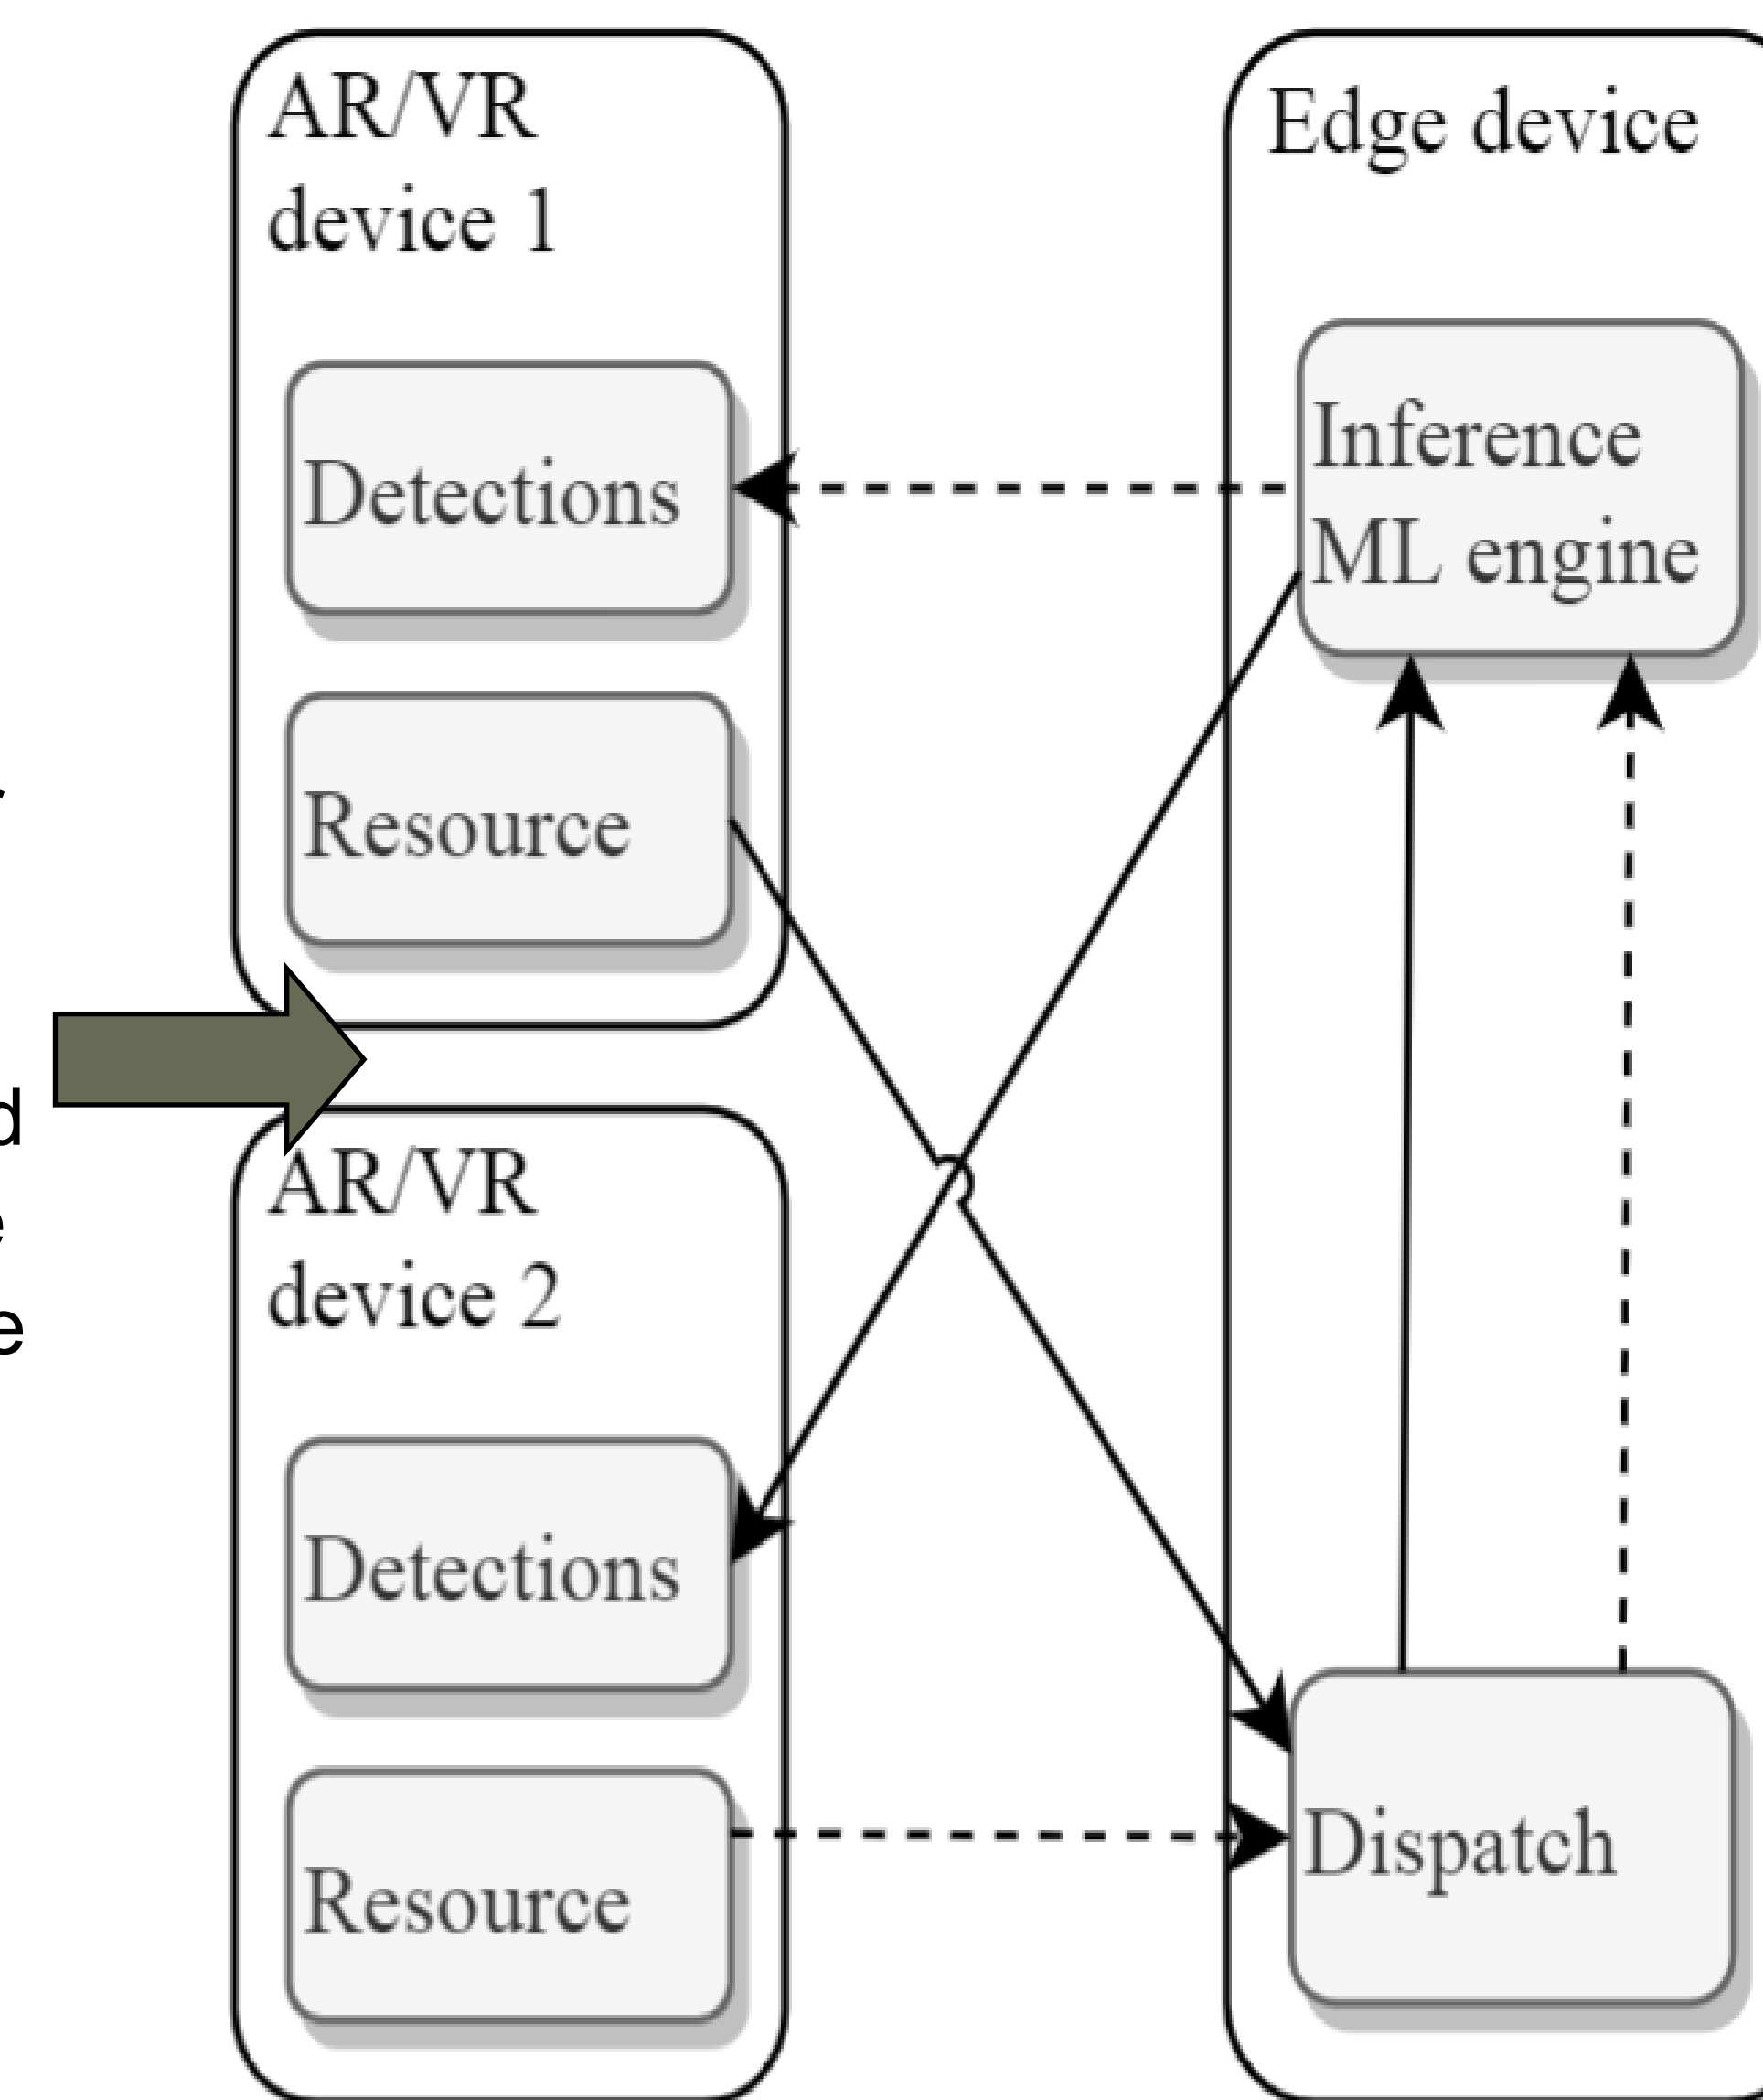 AR/VR
device 1
Detections
Resource
AR/VR
device 2
Detections
Resource
Edge device
Inference
ML engine
Dispatch
d
e
e